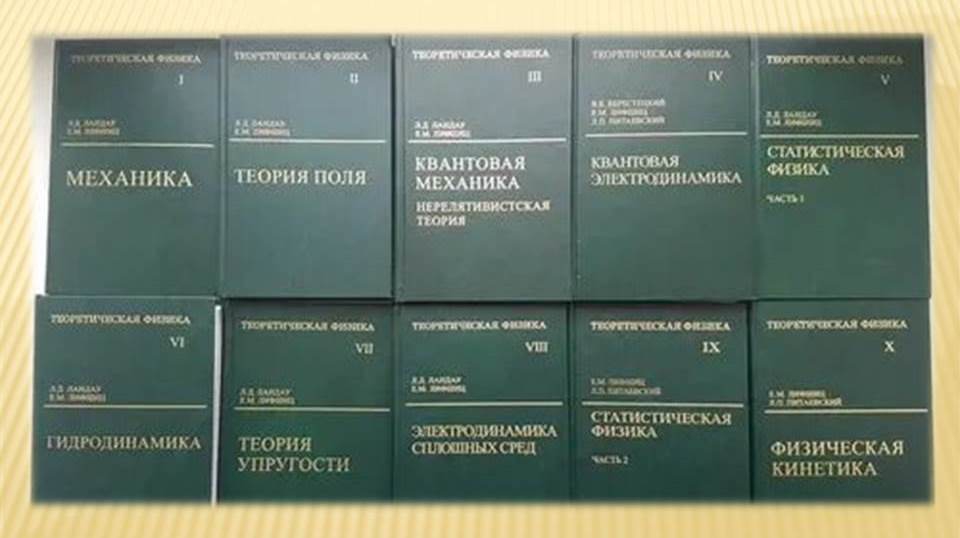 ТЕОРЕТИЧЕСКАЯ ФИЗИКА
I
Л.Д. ЛАНДАУ
Е.М. ЛИФШИЦ
МЕХАНИКА
ТЕОРЕТИЧЕСКАЯ ФИЗИКА
II
Л.Д. ЛАНДАУ
Е.М. ЛИФШИЦ
ТЕОРИЯ ПОЛЯ
ТЕОРЕТИЧЕСКАЯ ФИЗИКА
III
Л.Д. ЛАНДАУ
Е.М. ЛИФШИЦ
КВАНТОВАЯ
МЕХАНИКА
НЕРЕЛЯТИВИСТСКАЯ
ТЕОРИЯ
ТЕОРЕТИЧЕСКАЯ ФИЗИКА
IV
В.Б. БЕРЕСТЕЦКИЙ
Е.М. ЛИФШИЦ
Л.П. ПИТАЕВСКИЙ
КВАНТОВАЯ
ЭЛЕКТРОДИНАМИКА
ТЕОРЕТИЧЕСКАЯ ФИЗИКА
V
Л.Д. ЛАНДАУ
Е.М. ЛИФШИЦ
СТАТИСТИЧЕСКАЯ
ФИЗИКА
ЧАСТЬ 1
ТЕОРЕТИЧЕСКАЯ ФИЗИКА
VI
Л.Д. ЛАНДАУ
Е.М. ЛИФШИЦ
ГИДРОДИНАМИКА
ТЕОРЕТИЧЕСКАЯ ФИЗИКА
VII
Л.Д. ЛАНДАУ
Е.М. ЛИФШИЦ
ТЕОРИЯ
УПРУГОСТИ
ТЕОРЕТИЧЕСКАЯ ФИЗИКА
VIII
Л.Д. ЛАНДАУ
Е.М. ЛИФШИЦ
ЭЛЕКТРОДИНАМИКА
СПЛОШНЫХ СРЕД
ТЕОРЕТИЧЕСКАЯ ФИЗИКА
IX
Е.М. ЛИФШИЦ
Л.П. ПИТАЕВСКИЙ
СТАТИСТИЧЕСКАЯ
ФИЗИКА
ЧАСТЬ 2
ТЕОРЕТИЧЕСКАЯ ФИЗИКА
X
Е.М. ЛИФШИЦ
Л.П. ПИТАЕВСКИЙ
ФИЗИЧЕСКАЯ
КИНЕТИКА